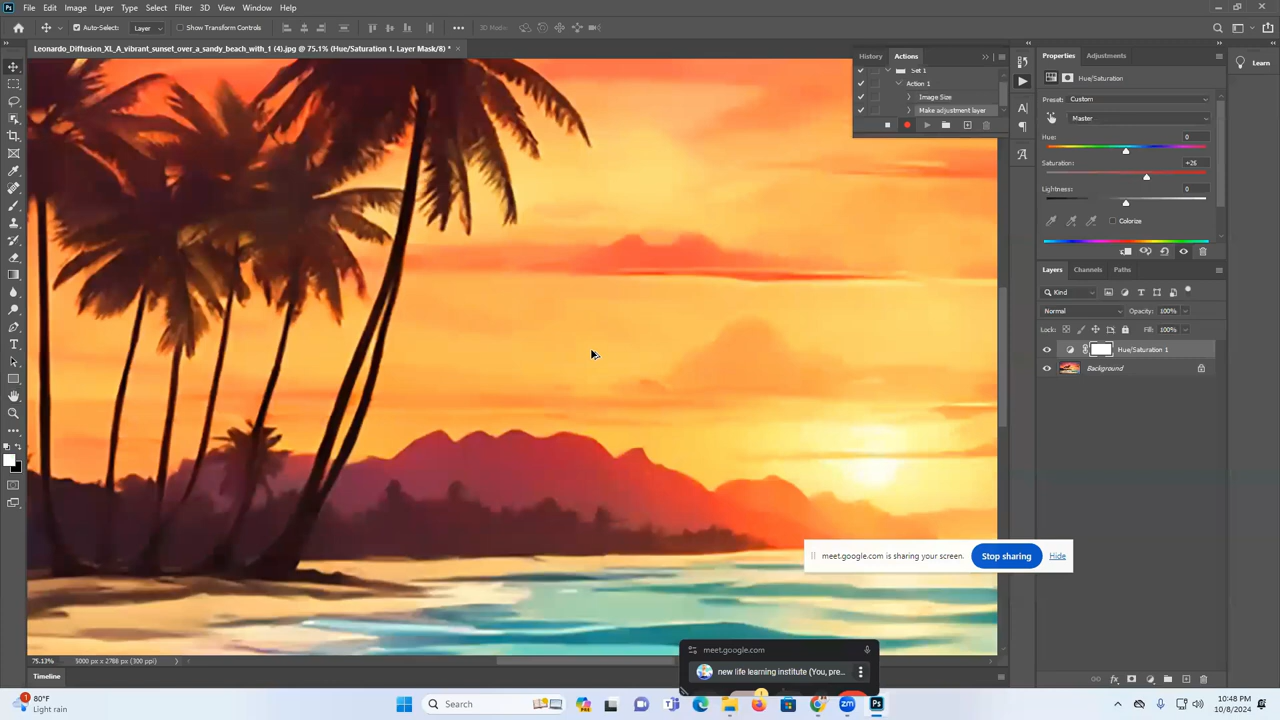 Ps File Edit Image Layer Type Select Filter 3D View Window Help
Auto-Select: Layer Show Transform Controls 3D Mode:
Leonardo_Diffusion_XL_A_vibrant_sunset_over_a_sandy_beach_with_1 (4).jpg @ 75.1% (Hue/Saturation 1, Layer Mask/8) * ×
History Actions
Set 1
Action 1
Image Size
Make adjustment layer
Properties Adjustments
Learn
Hue/Saturation
Preset: Custom
Master
Hue: 0
Saturation: +26
Lightness: 0
Colorize
Layers Channels Paths
Kind
Normal Opacity: 100%
Lock: Fill: 100%
Hue/Saturation 1
Background
meet.google.com is sharing your screen. Stop sharing Hide
meet.google.com
new life learning institute (You, pre...
75.13% 5000 px x 2786 px (300 ppi)
Timeline
80°F
Light rain
Search
10:48 PM
10/8/2024